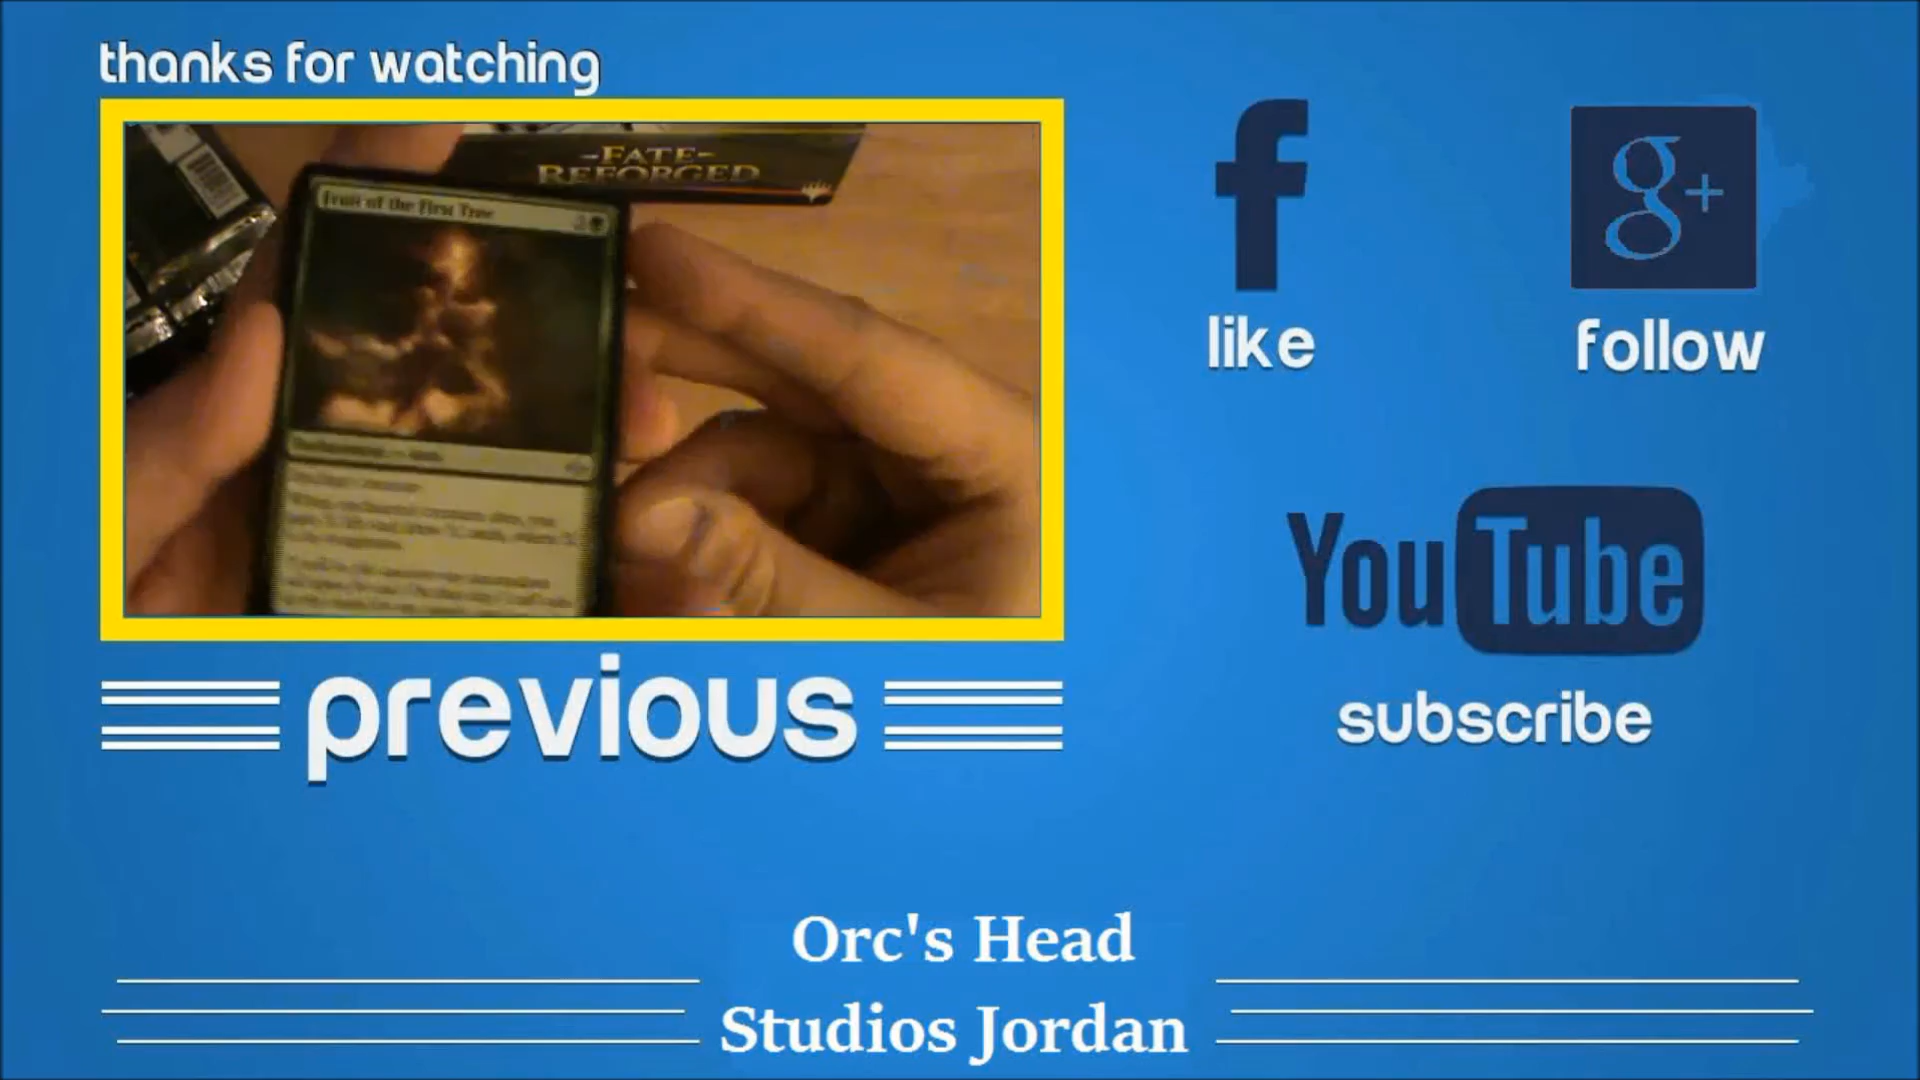 thanks for watching
-FATE-
REFORGED
Fruit of the First Tree
previous
like
g+
follow
YouTube
subscribe
Orc's Head
Studios Jordan